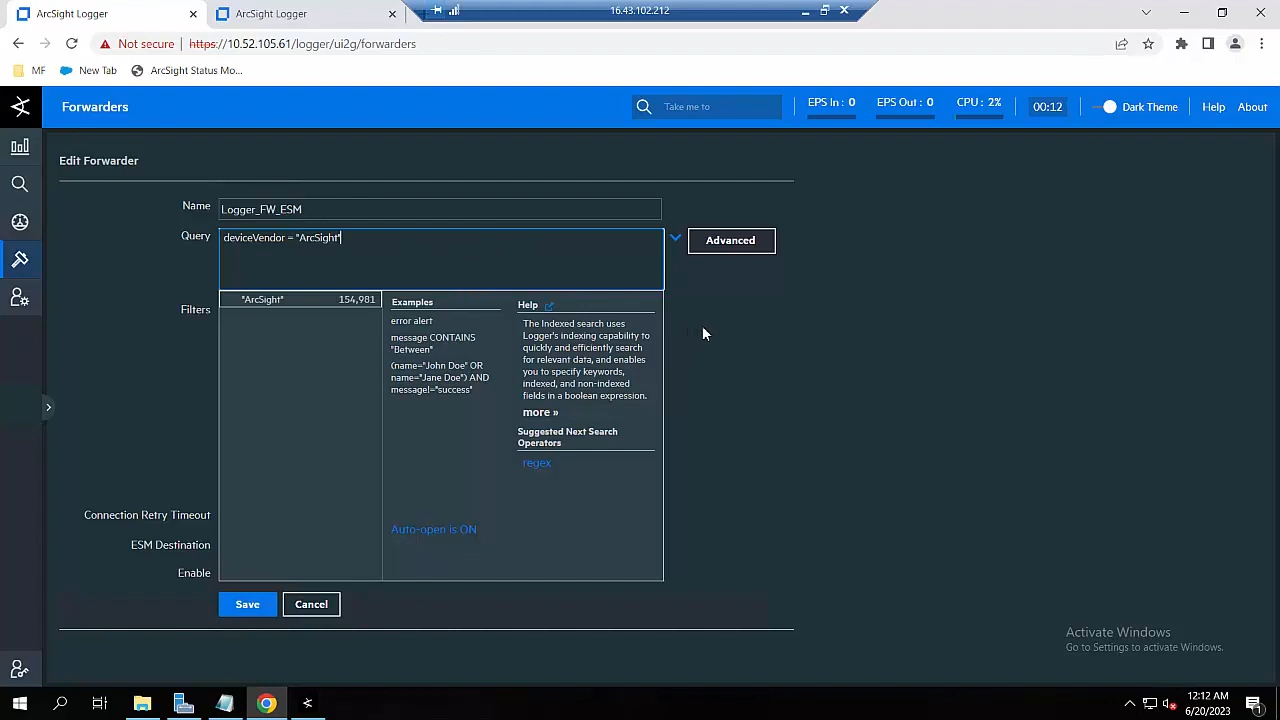 ArcSight Logger
ArcSight Logger
16.43.102.212
Not secure
https://10.52.105.61/logger/ui2g/forwarders
MF
New Tab
ArcSight Status Mo...
Forwarders
Take me to
EPS In : 0
EPS Out : 0
CPU : 2%
00:12
Dark Theme
Help
About
Edit Forwarder
Name
Logger_FW_ESM
Query
deviceVendor = "ArcSight"
Advanced
Filters
"ArcSight"
154,981
Examples
error alert
message CONTAINS
"Between"
(name="John Doe" OR
name="Jane Doe") AND
message!="success"
Auto-open is ON
Help
The Indexed search uses
Logger's indexing capability to
quickly and efficiently search
for relevant data, and enables
you to specify keywords,
indexed, and non-indexed
fields in a boolean expression.
more »
Suggested Next Search
Operators
regex
Connection Retry Timeout
ESM Destination
Enable
Save
Cancel
Activate Windows
Go to Settings to activate Windows.
12:12 AM
6/20/2023
1